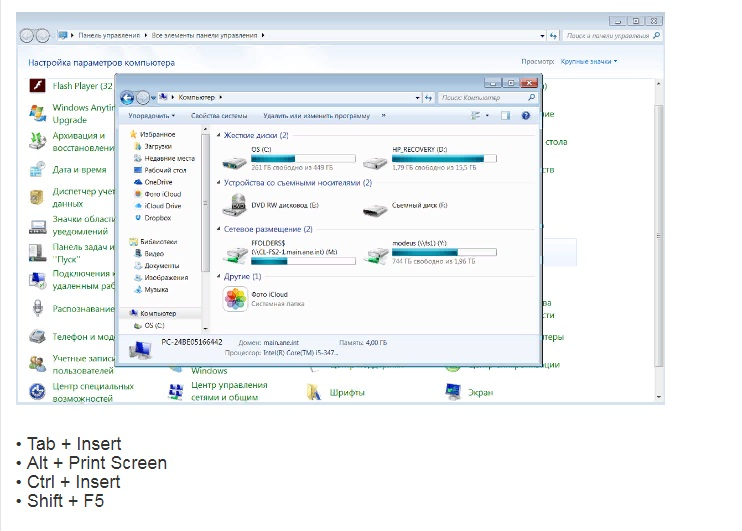 Панель управления ▸ Все элементы панели управления ▸
Поиск в панели управления
Настройка параметров компьютера
Просмотр: Крупные значки
Flash Player (32
Windows Anytim
Upgrade
Архивация и
восстановлени
Дата и время
Диспетчер учет
данных
Значки области
уведомлений
Панель задач и
"Пуск"
Подключения к
удаленным раб
Распознавание
Телефон и мод
Учетные запис
пользователей
Центр специальных
возможностей
Windows
Центр управления
сетями и общим
Шрифты
Экран
стола
Компьютер ▸
Поиск: Компьютер
Упорядочить
Свойства системы
Удалить или изменить программу
»
Избранное
Загрузки
Недавние места
Рабочий стол
OneDrive
Фото iCloud
iCloud Drive
Dropbox
Библиотеки
Видео
Документы
Изображения
Музыка
Компьютер
OS (C:)
Жесткие диски (2)
OS (C:)
261 ГБ свободно из 449 ГБ
HP_RECOVERY (D:)
1,79 ГБ свободно из 15,5 ГБ
Устройства со съемными носителями (2)
DVD RW дисковод (E:)
Съемный диск (F:)
Сетевое размещение (2)
FFOLDERS$
(\\CL-FS2-1.main.ane.int) (M:)
modeus (\\fs1) (Y:)
744 ГБ свободно из 1,96 ТБ
Другие (1)
Фото iCloud
Системная папка
PC-24BE05166442 Домен: main.ane.int Память: 4,00 ГБ
Процессор: Intel(R) Core(TM) i5-347...
• Tab + Insert
• Alt + Print Screen
• Ctrl + Insert
• Shift + F5